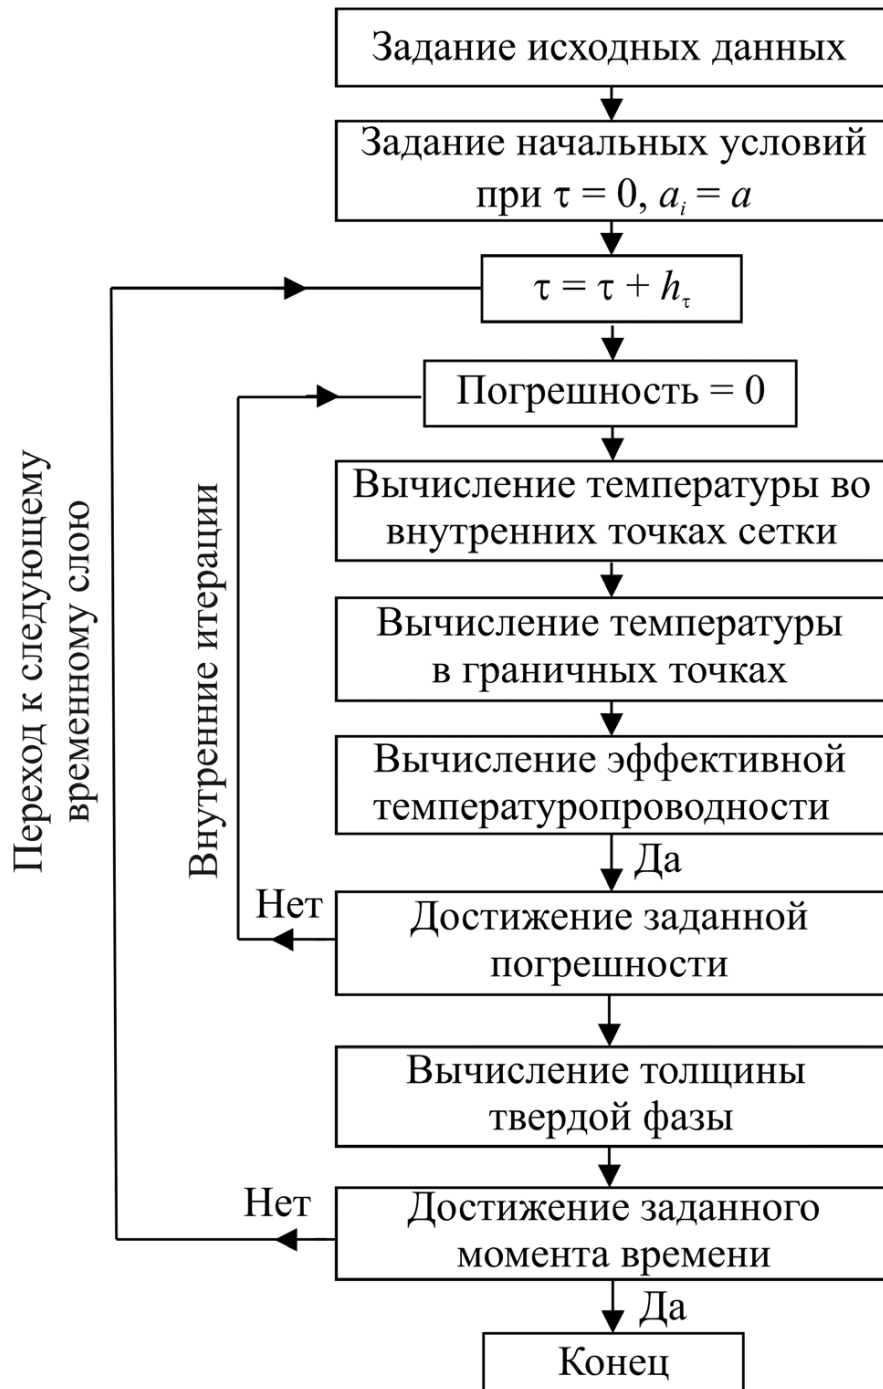 Задание исходных данных
Задание начальных условий
при τ = 0, aᵢ = a
τ = τ + h_τ
Погрешность = 0
Вычисление температуры во
внутренних точках сетки
Вычисление температуры
в граничных точках
Вычисление эффективной
температуропроводности
Да
Нет
Достижение заданной
погрешности
Вычисление толщины
твердой фазы
Нет
Достижение заданного
момента времени
Да
Конец
Внутренние итерации
Переход к следующему
временному слою